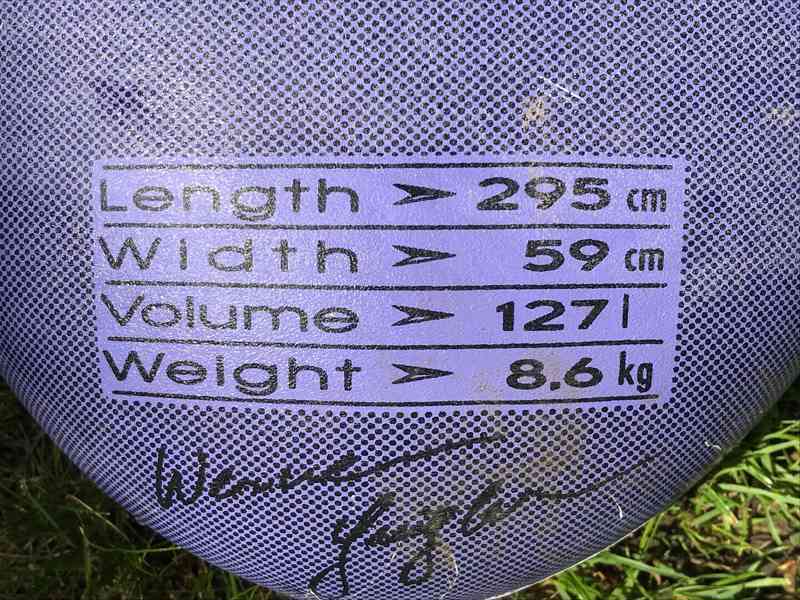 Length ➤ 295 cm
Width ➤ 59 cm
Volume ➤ 127 l
Weight ➤ 8.6 kg